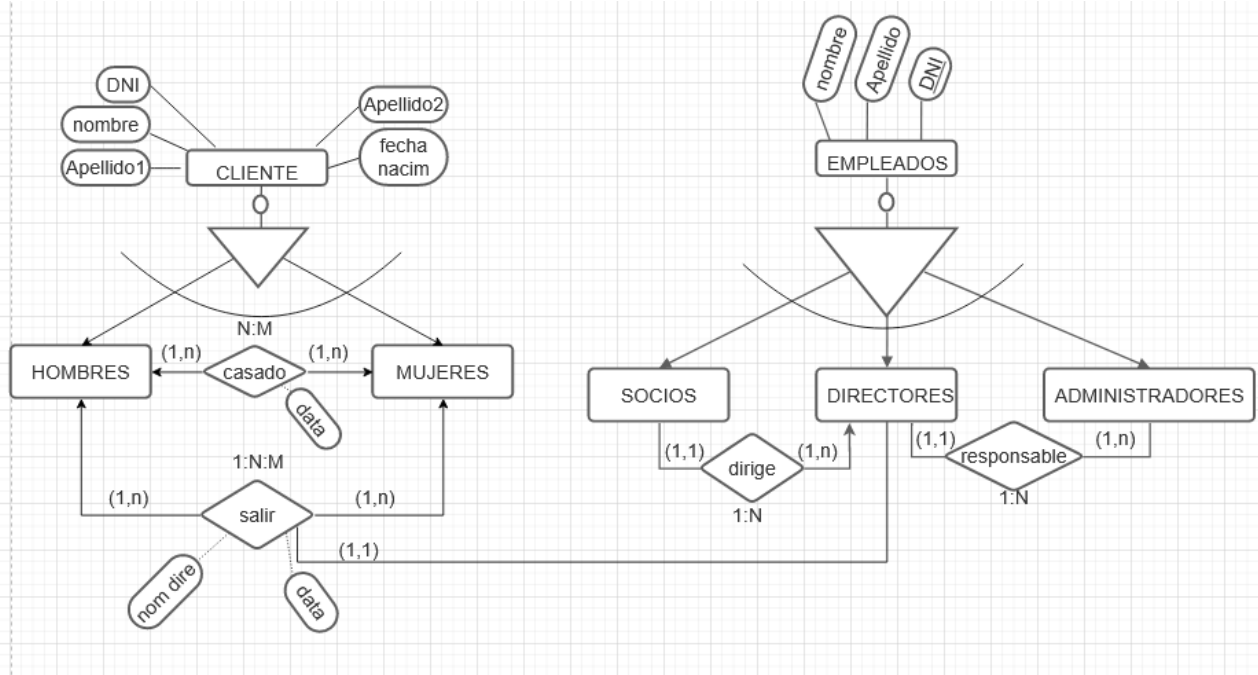 nombre
Apellido
DNI
DNI
nombre
Apellido1
Apellido2
fecha
nacim
CLIENTE
EMPLEADOS
N:M
HOMBRES
(1,n)
casado
(1,n)
MUJERES
data
SOCIOS
DIRECTORES
ADMINISTRADORES
(1,1)
dirige
(1,n)
1:N
(1,1)
responsable
(1,n)
1:N
1:N:M
(1,n)
salir
(1,n)
(1,1)
nom dire
data